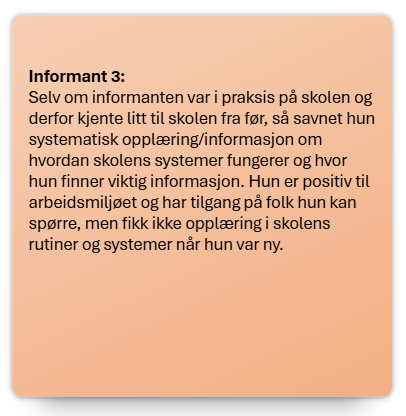 Informant 3:
Selv om informanten var i praksis på skolen og
derfor kjente litt til skolen fra før, så savnet hun
systematisk opplæring/informasjon om
hvordan skolens systemer fungerer og hvor
hun finner viktig informasjon. Hun er positiv til
arbeidsmiljøet og har tilgang på folk hun kan
spørre, men fikk ikke opplæring i skolens
rutiner og systemer når hun var ny.